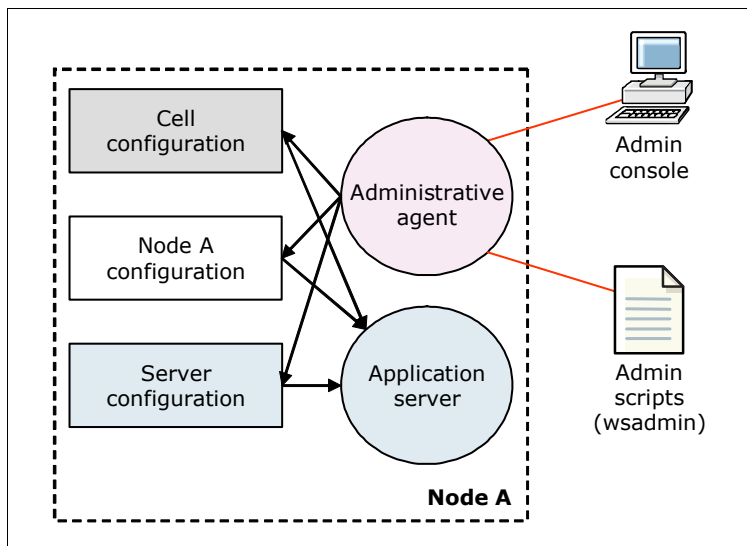 Cell
configuration
Administrative
agent
Admin
console
Node A
configuration
Server
configuration
Application
server
Admin
scripts
(wsadmin)
Node A